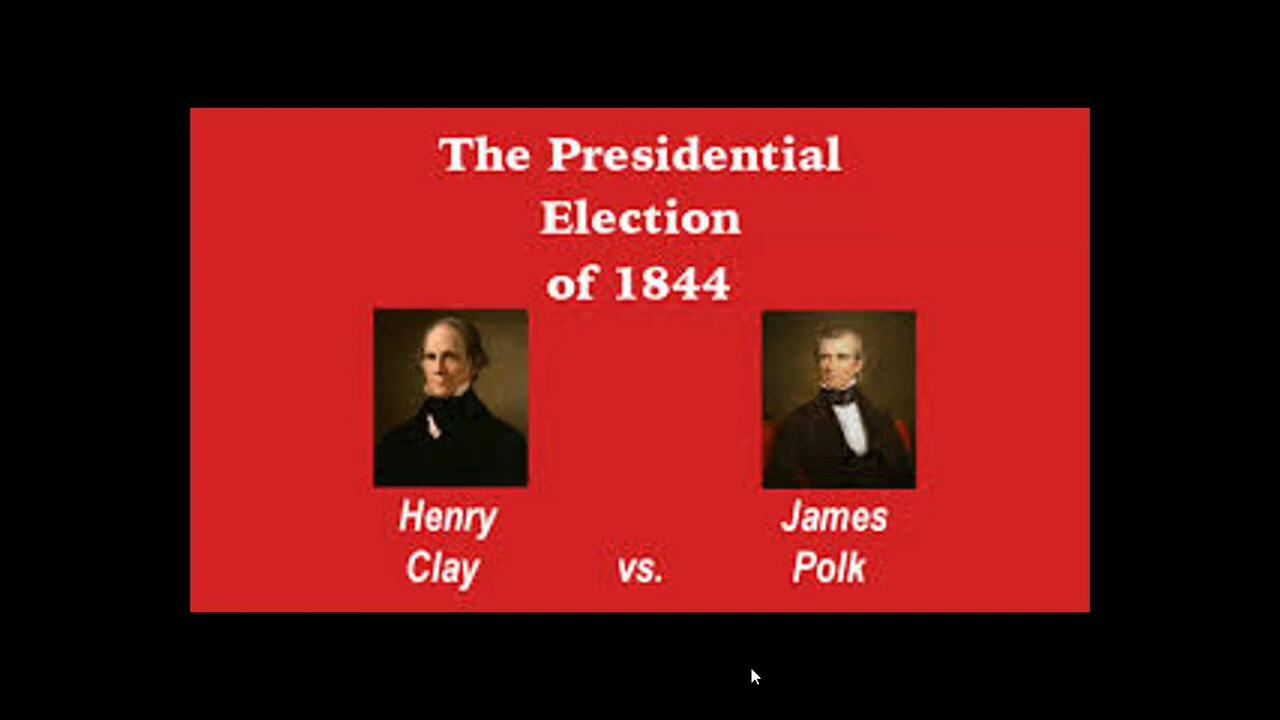 The Presidential
Election
of 1844
Henry
Clay
vs.
James
Polk